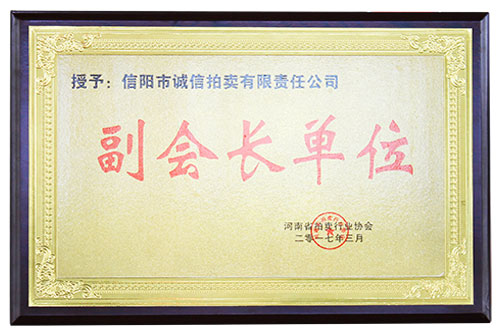 授予：信阳市诚信拍卖有限责任公司
副会长单位
河南省拍卖行业协会
二零一七年三月